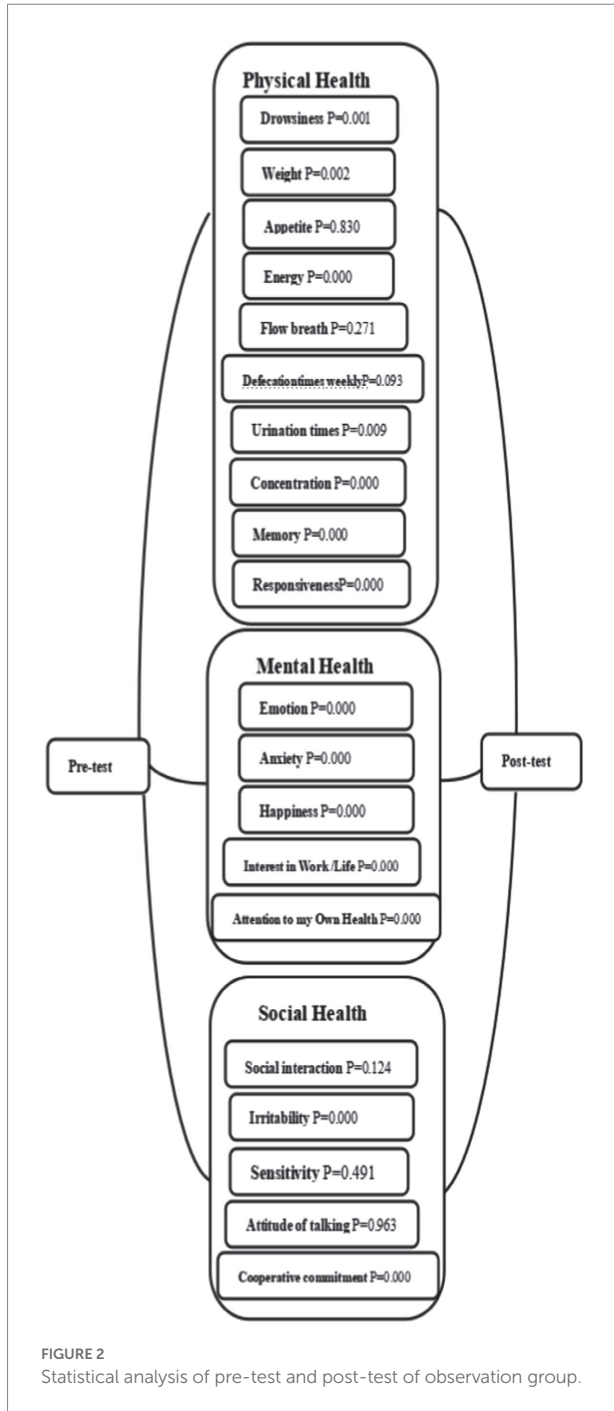 Physical Health
Drowsiness P=0.001
Weight P=0.002
Appetite P=0.830
Energy P=0.000
Flow breath P=0.271
Defecationtimes weeklyP=0.093
Urination times P=0.009
Concentration P=0.000
Memory P=0.000
ResponsivenessP=0.000
Mental Health
Emotion P=0.000
Anxiety P=0.000
Happiness P=0.000
Interest in Work /Life P=0.000
Attention to my Own Health P=0.000
Pre-test
Post-test
Social Health
Social interaction P=0.124
Irritability P=0.000
Sensitivity P=0.491
Attitude of talking P=0.963
Cooperative commitment P=0.000
FIGURE 2
Statistical analysis of pre-test and post-test of observation group.